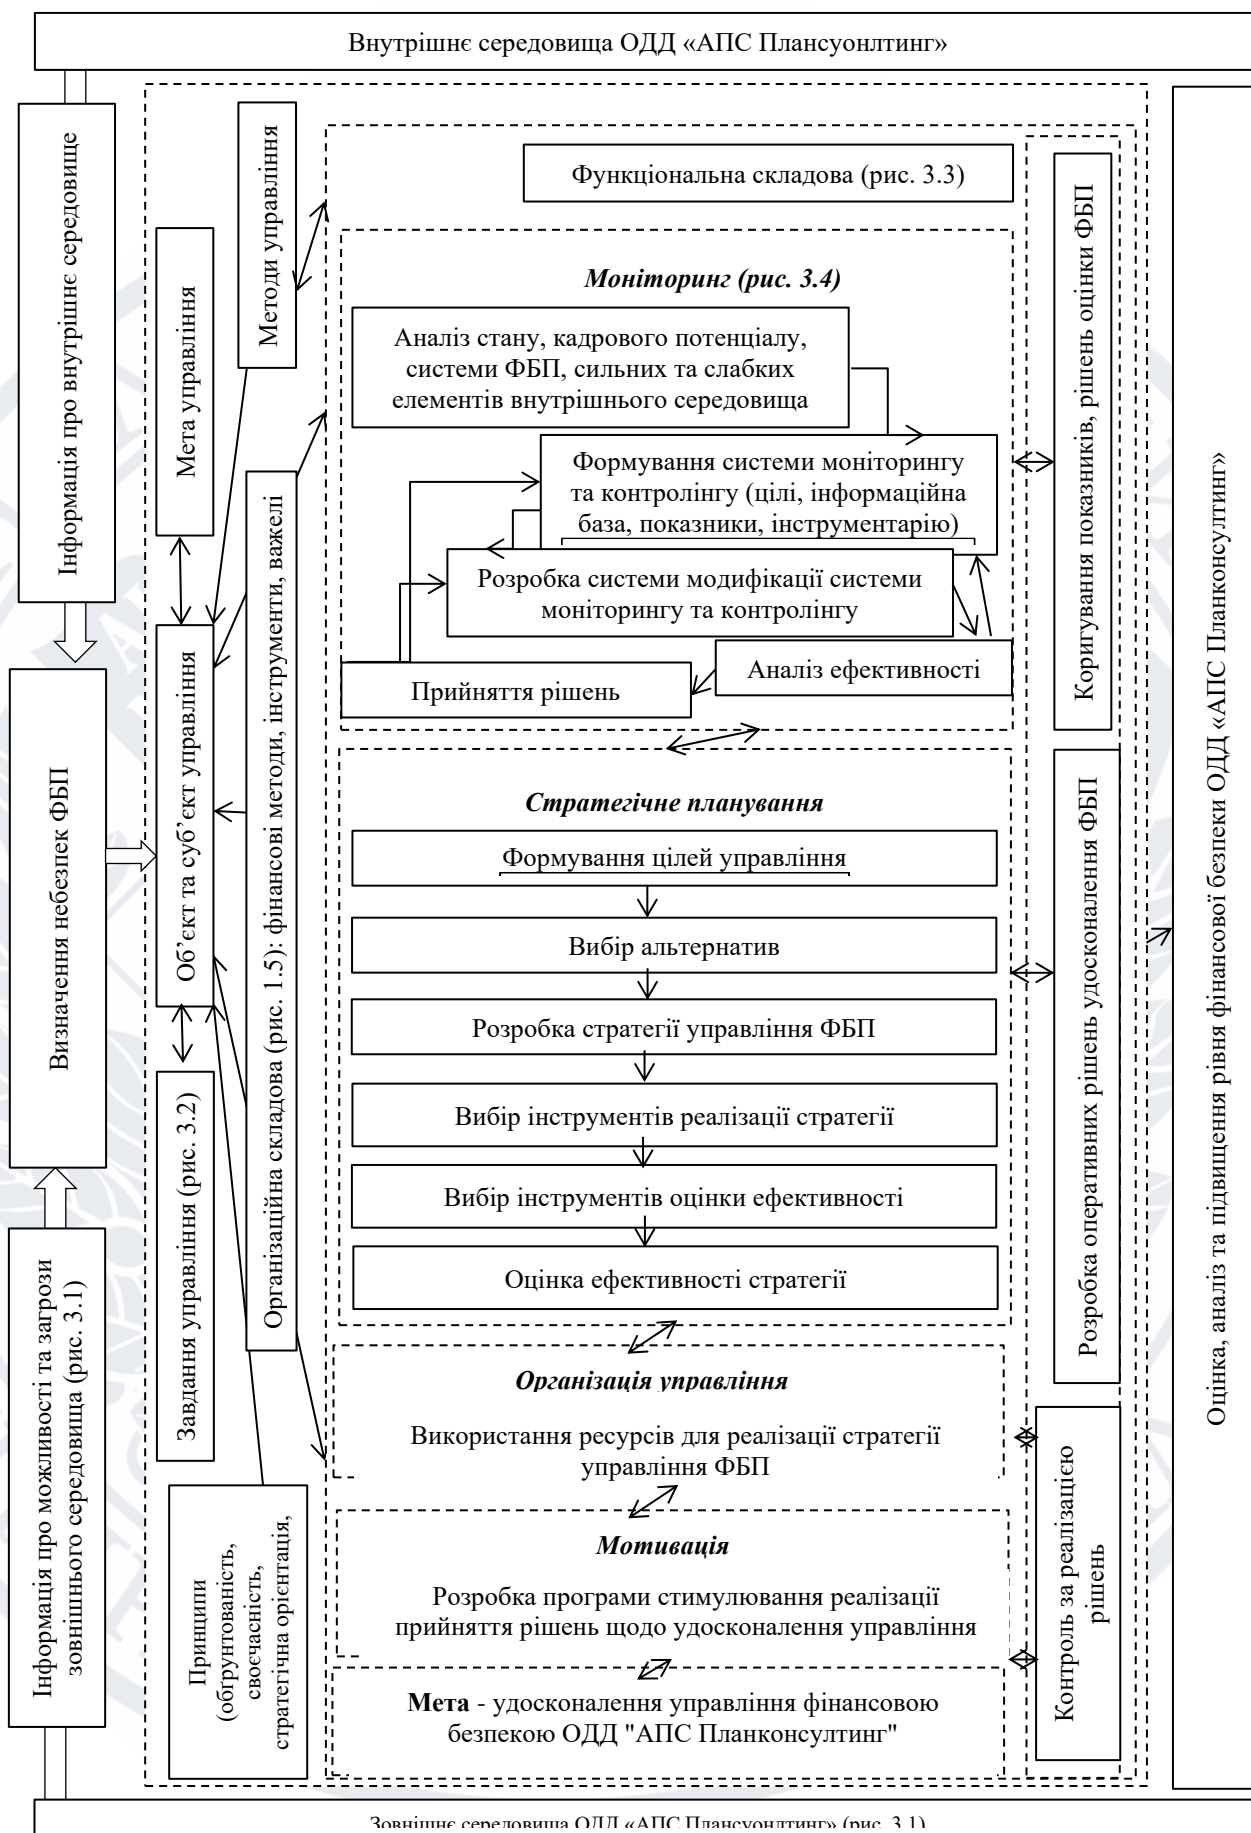 Внутрішнє середовища ОДД «АПС Плансуонлтинг»
Інформація про внутрішнє середовище
Визначення небезпек ФБП
Інформація про можливості та загрози
зовнішнього середовища (рис. 3.1)
Мета управління
Об’єкт та суб’єкт управління
Завдання управління (рис. 3.2)
Принципи
(обґрунтованість,
своєчасність,
стратегічна орієнтація,
Методи управління
Організаційна складова (рис. 1.5): фінансові методи, інструменти, важелі
Функціональна складова (рис. 3.3)
Моніторинг (рис. 3.4)
Аналіз стану, кадрового потенціалу,
системи ФБП, сильних та слабких
елементів внутрішнього середовища
Формування системи моніторингу
та контролінгу (цілі, інформаційна
база, показники, інструментарію)
Розробка системи модифікації системи
моніторингу та контролінгу
Аналіз ефективності
Прийняття рішень
Стратегічне планування
Формування цілей управління
Вибір альтернатив
Розробка стратегії управління ФБП
Вибір інструментів реалізації стратегії
Вибір інструментів оцінки ефективності
Оцінка ефективності стратегії
Організація управління
Використання ресурсів для реалізації стратегії
управління ФБП
Мотивація
Розробка програми стимулювання реалізації
прийняття рішень щодо удосконалення управління
Мета - удосконалення управління фінансовою
безпекою ОДД "АПС Планконсултинг"
Коригування показників, рішень оцінки ФБП
Розробка оперативних рішень удосконалення ФБП
Контроль за реалізацією
рішень
Оцінка, аналіз та підвищення рівня фінансової безпеки ОДД «АПС Планконсултинг»
Зовнішнє середовища ОДД «АПС Плансуонлтинг» (рис. 3.1)